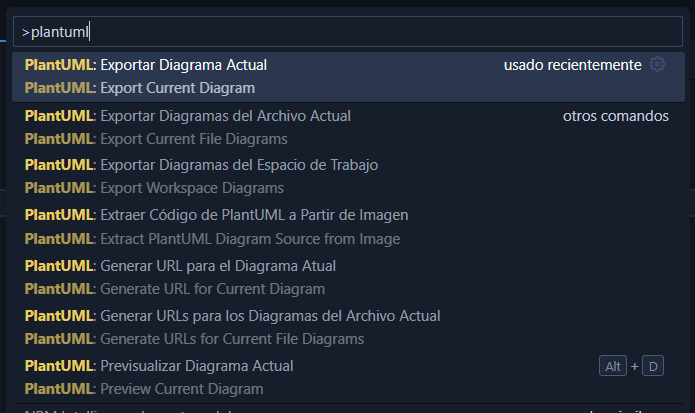 >plantuml
PlantUML: Exportar Diagrama Actual usado recientemente
PlantUML: Export Current Diagram
PlantUML: Exportar Diagramas del Archivo Actual otros comandos
PlantUML: Export Current File Diagrams
PlantUML: Exportar Diagramas del Espacio de Trabajo
PlantUML: Export Workspace Diagrams
PlantUML: Extraer Código de PlantUML a Partir de Imagen
PlantUML: Extract PlantUML Diagram Source from Image
PlantUML: Generar URL para el Diagrama Atual
PlantUML: Generate URL for Current Diagram
PlantUML: Generar URLs para los Diagramas del Archivo Actual
PlantUML: Generate URLs for Current File Diagrams
PlantUML: Previsualizar Diagrama Actual Alt + D
PlantUML: Preview Current Diagram